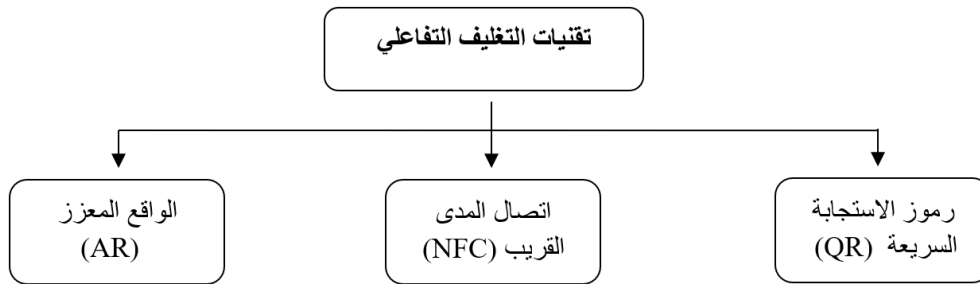 تقنيات التغليف التفاعلي
رموز الاستجابة
السريعة (QR)
اتصال المدى
القريب (NFC)
الواقع المعزز
(AR)